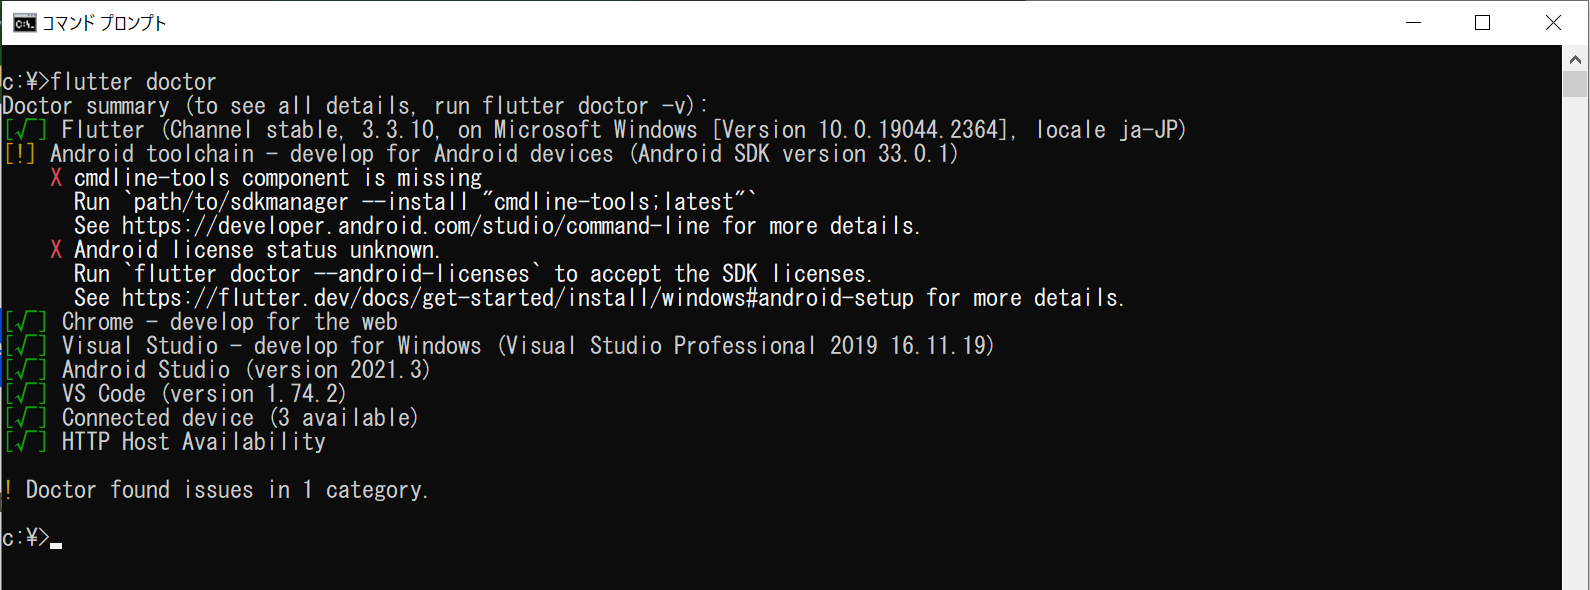 コマンド プロンプト
c:¥>flutter doctor
Doctor summary (to see all details, run flutter doctor -v):
[√] Flutter (Channel stable, 3.3.10, on Microsoft Windows [Version 10.0.19044.2364], locale ja-JP)
[!] Android toolchain - develop for Android devices (Android SDK version 33.0.1)
X cmdline-tools component is missing
Run `path/to/sdkmanager --install "cmdline-tools;latest"`
See https://developer.android.com/studio/command-line for more details.
X Android license status unknown.
Run `flutter doctor --android-licenses` to accept the SDK licenses.
See https://flutter.dev/docs/get-started/install/windows#android-setup for more details.
[√] Chrome - develop for the web
[√] Visual Studio - develop for Windows (Visual Studio Professional 2019 16.11.19)
[√] Android Studio (version 2021.3)
[√] VS Code (version 1.74.2)
[√] Connected device (3 available)
[√] HTTP Host Availability
! Doctor found issues in 1 category.
c:¥>